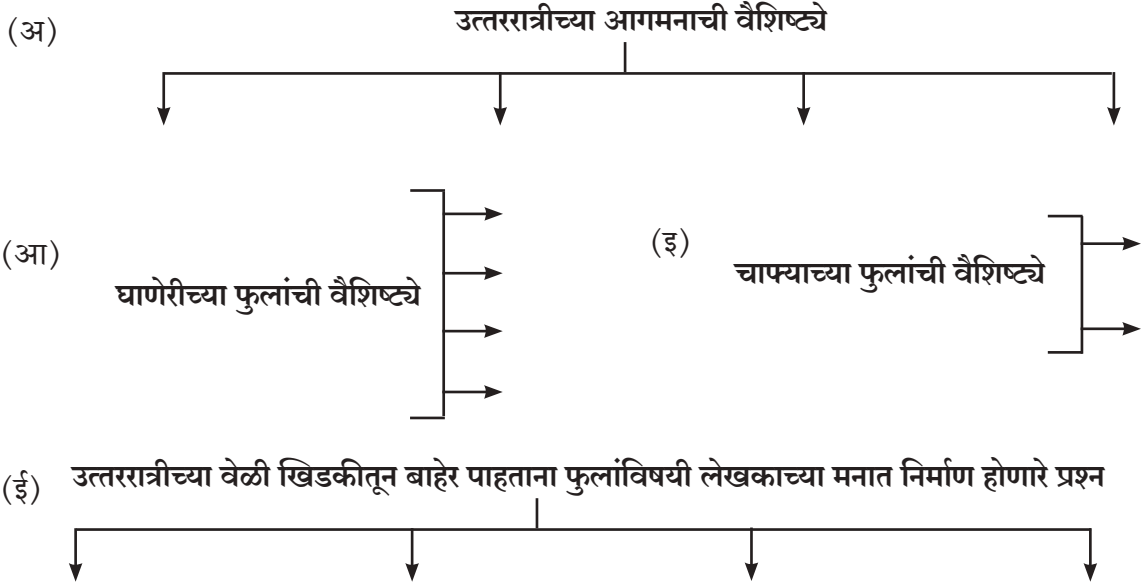 (अ)
उत्तररात्रीच्या आगमनाची वैशिष्ट्ये
(आ)
घाणेरीच्या फुलांची वैशिष्ट्ये
(इ)
चाफ्याच्या फुलांची वैशिष्ट्ये
(ई)
उत्तररात्रीच्या वेळी खिडकीतून बाहेर पाहताना फुलांविषयी लेखकाच्या मनात निर्माण होणारे प्रश्न